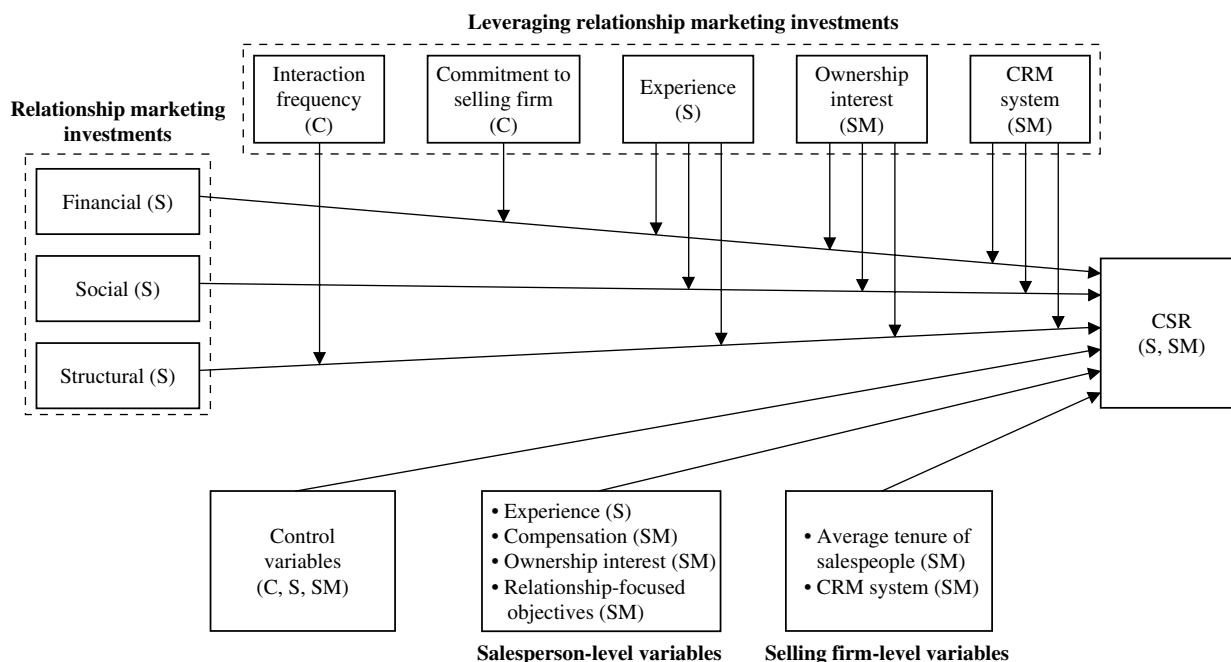 Leveraging relationship marketing investments
Interaction
frequency
(C)
Commitment to
selling firm
(C)
Experience
(S)
Ownership
interest
(SM)
CRM
system
(SM)
Relationship marketing
investments
Financial (S)
Social (S)
Structural (S)
CSR
(S, SM)
Control
variables
(C, S, SM)
• Experience (S)
• Compensation (SM)
• Ownership interest (SM)
• Relationship-focused
objectives (SM)
Salesperson-level variables
• Average tenure of
salespeople (SM)
• CRM system (SM)
Selling firm-level variables